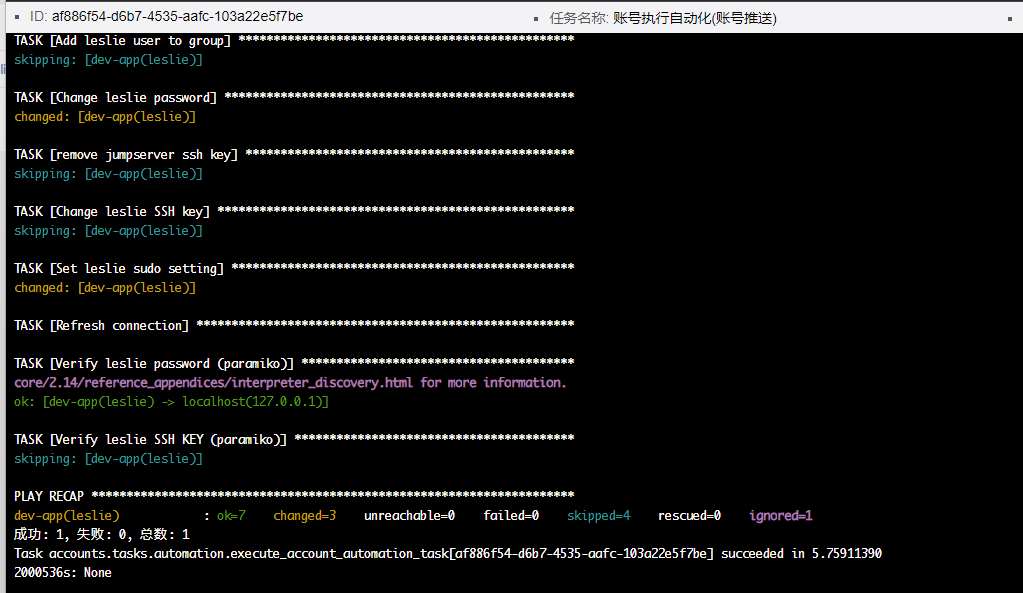 ID: af886f54-d6b7-4535-aafc-103a22e5f7be 任务名称: 账号执行自动化(账号推送)
TASK [Add leslie user to group] ************************************************
skipping: [dev-app(leslie)]
TASK [Change leslie password] **************************************************
changed: [dev-app(leslie)]
TASK [remove jumpserver ssh key] ***********************************************
skipping: [dev-app(leslie)]
TASK [Change leslie SSH key] ***************************************************
skipping: [dev-app(leslie)]
TASK [Set leslie sudo setting] *************************************************
changed: [dev-app(leslie)]
TASK [Refresh connection] ******************************************************
TASK [Verify leslie password (paramiko)] ***************************************
core/2.14/reference_appendices/interpreter_discovery.html for more information.
ok: [dev-app(leslie) -> localhost(127.0.0.1)]
TASK [Verify leslie SSH KEY (paramiko)] ****************************************
skipping: [dev-app(leslie)]
PLAY RECAP *********************************************************************
dev-app(leslie)            : ok=7    changed=3    unreachable=0    failed=0    skipped=4    rescued=0    ignored=1
成功: 1, 失败: 0, 总数: 1
Task accounts.tasks.automation.execute_account_automation_task[af886f54-d6b7-4535-aafc-103a22e5f7be] succeeded in 5.75911390
2000536s: None